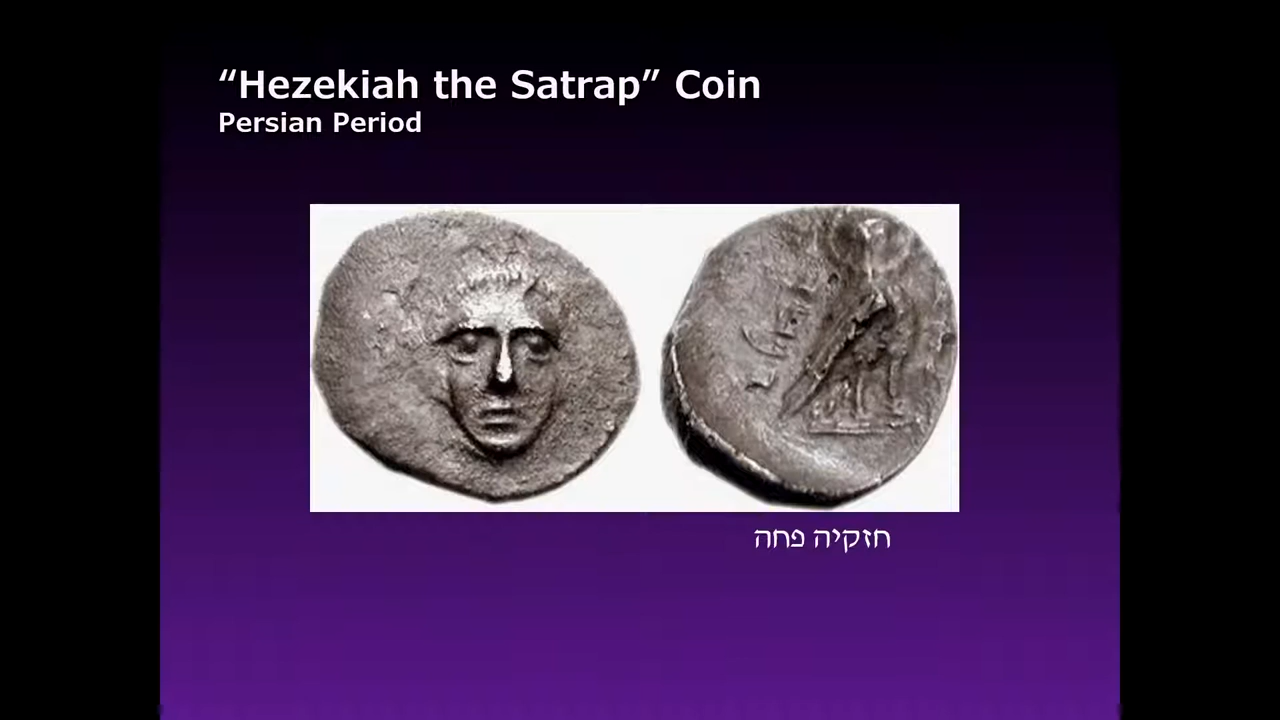 “Hezekiah the Satrap” Coin
Persian Period
חזקיה פחה